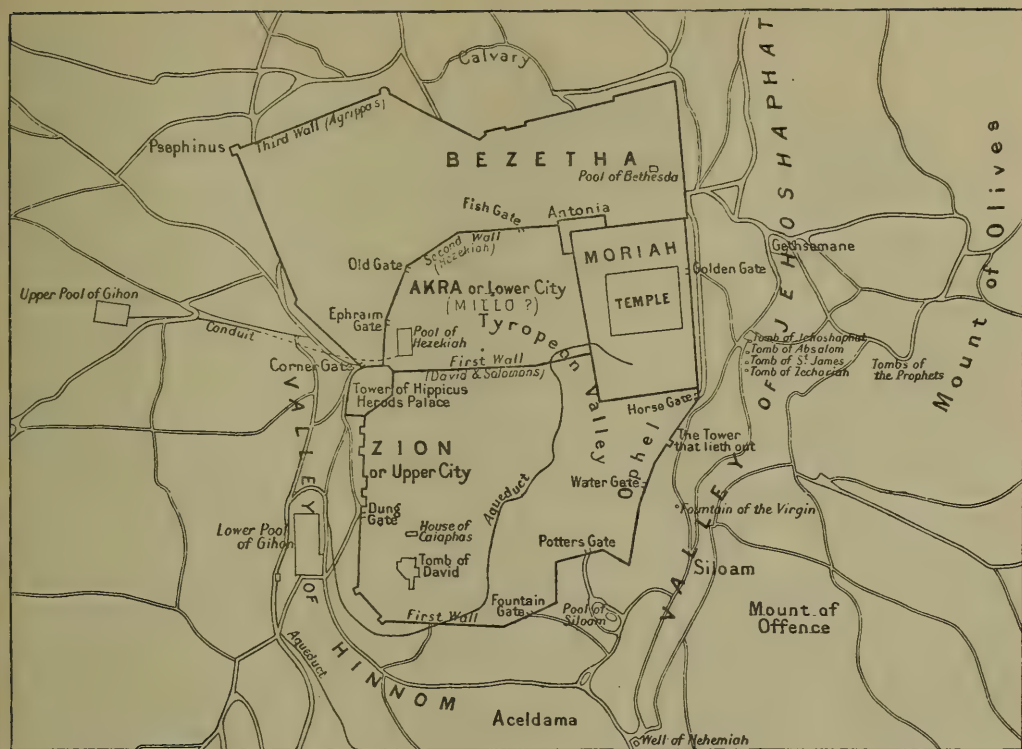 Calvary
VALLEY OF JEHOSHAPHAT
Third Wall (Agrippas)
Psephinus
BEZETHA
Pool of Bethesda
Mount of Olives
Fish Gate
Antonia
Second Wall
(Hezekiah)
MORIAH
Gethsemane
Old Gate
Golden Gate
AKRA or Lower City
(MILLO ?)
TEMPLE
Upper Pool of Gihon
Ephraim
Gate
Tyropeon Valley
Conduit
Pool of
Hezekiah
Tomb of Jehoshaphat
Tomb of Absalom
Tomb of St. James
Tomb of Zechariah
First Wall
(David & Solomons)
Corner Gate
Tombs of
the Prophets
Tower of Hippicus
Herods Palace
Horse Gate
Ophel
ZION
or Upper City
The Tower
that lieth out
Aqueduct
Water Gate
Dung
Gate
Fountain of the Virgin
House of
Caiaphas
Lower Pool
of Gihon
Potters Gate
Tomb of
David
Siloam
Fountain
Gate
Pool of
Siloam
First Wall
Mount of
Offence
VALLEY OF HINNOM
Aqueduct
Aceldama
Well of Nehemiah